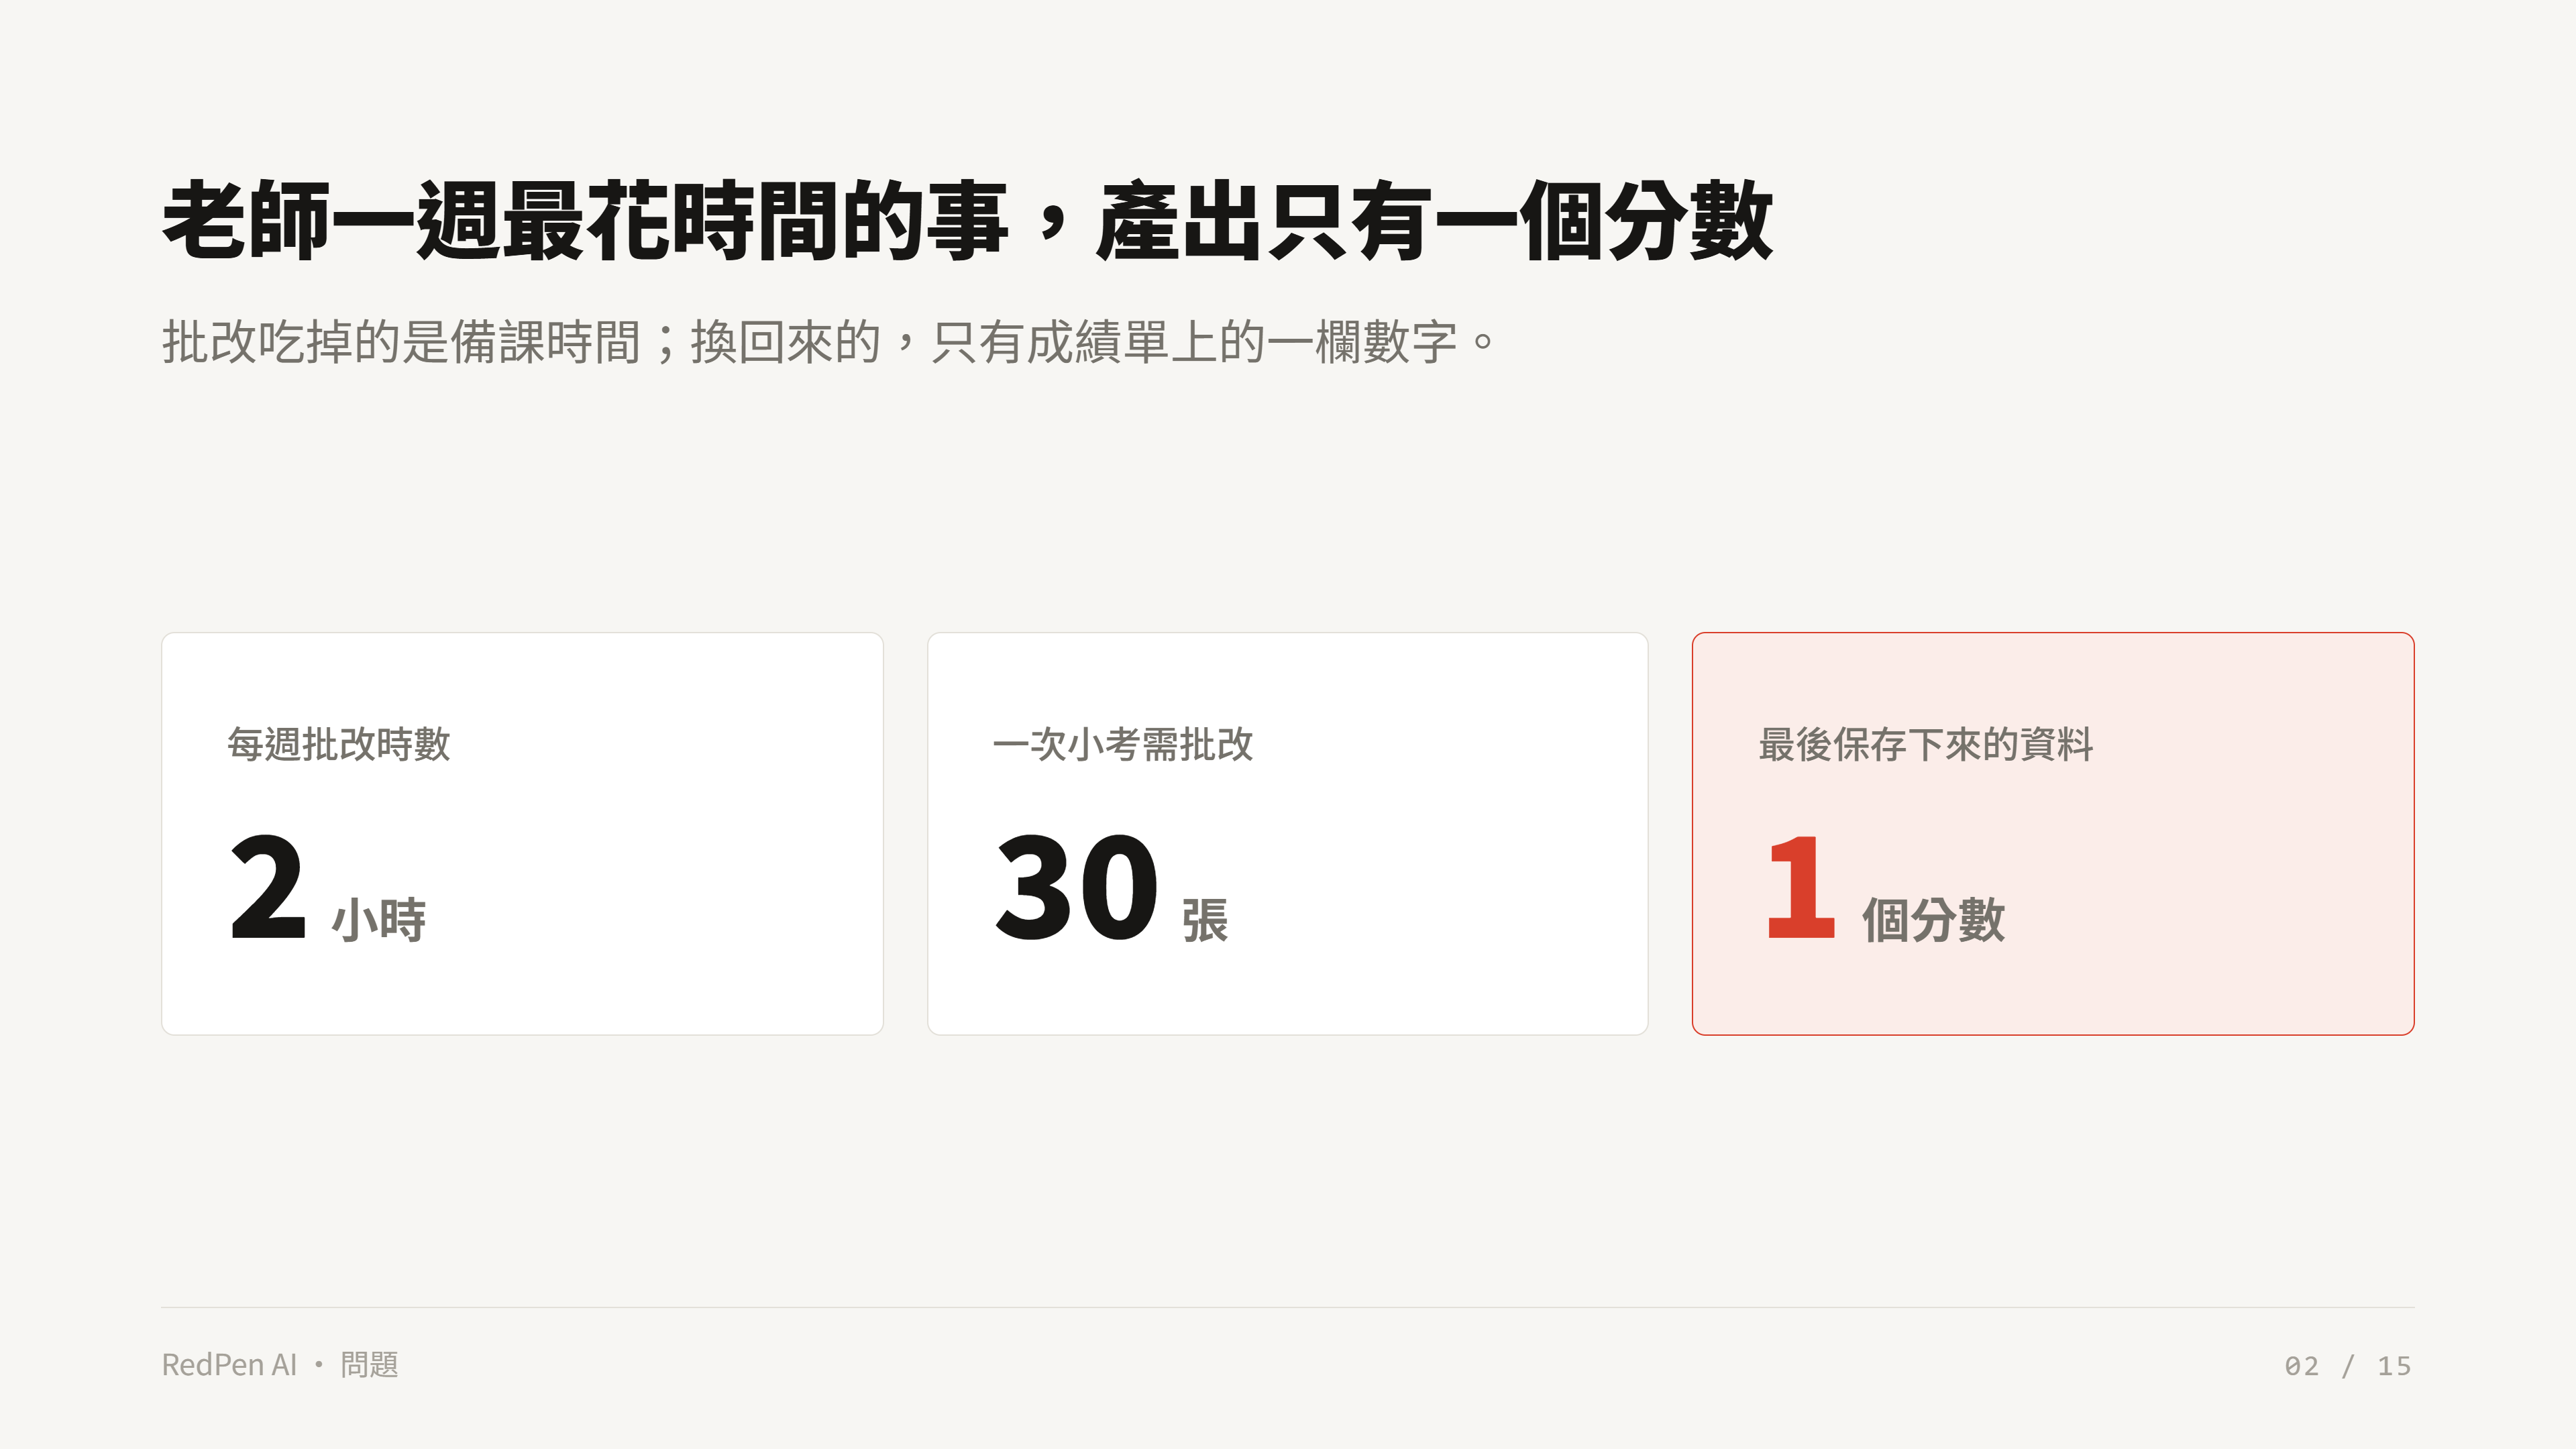 老師一週最花時間的事，產出只有一個分數
批改吃掉的是備課時間；換回來的，只有成績單上的一欄數字。
每週批改時數
2 小時
一次小考需批改
30 張
最後保存下來的資料
1 個分數
RedPen AI · 問題
02 / 15